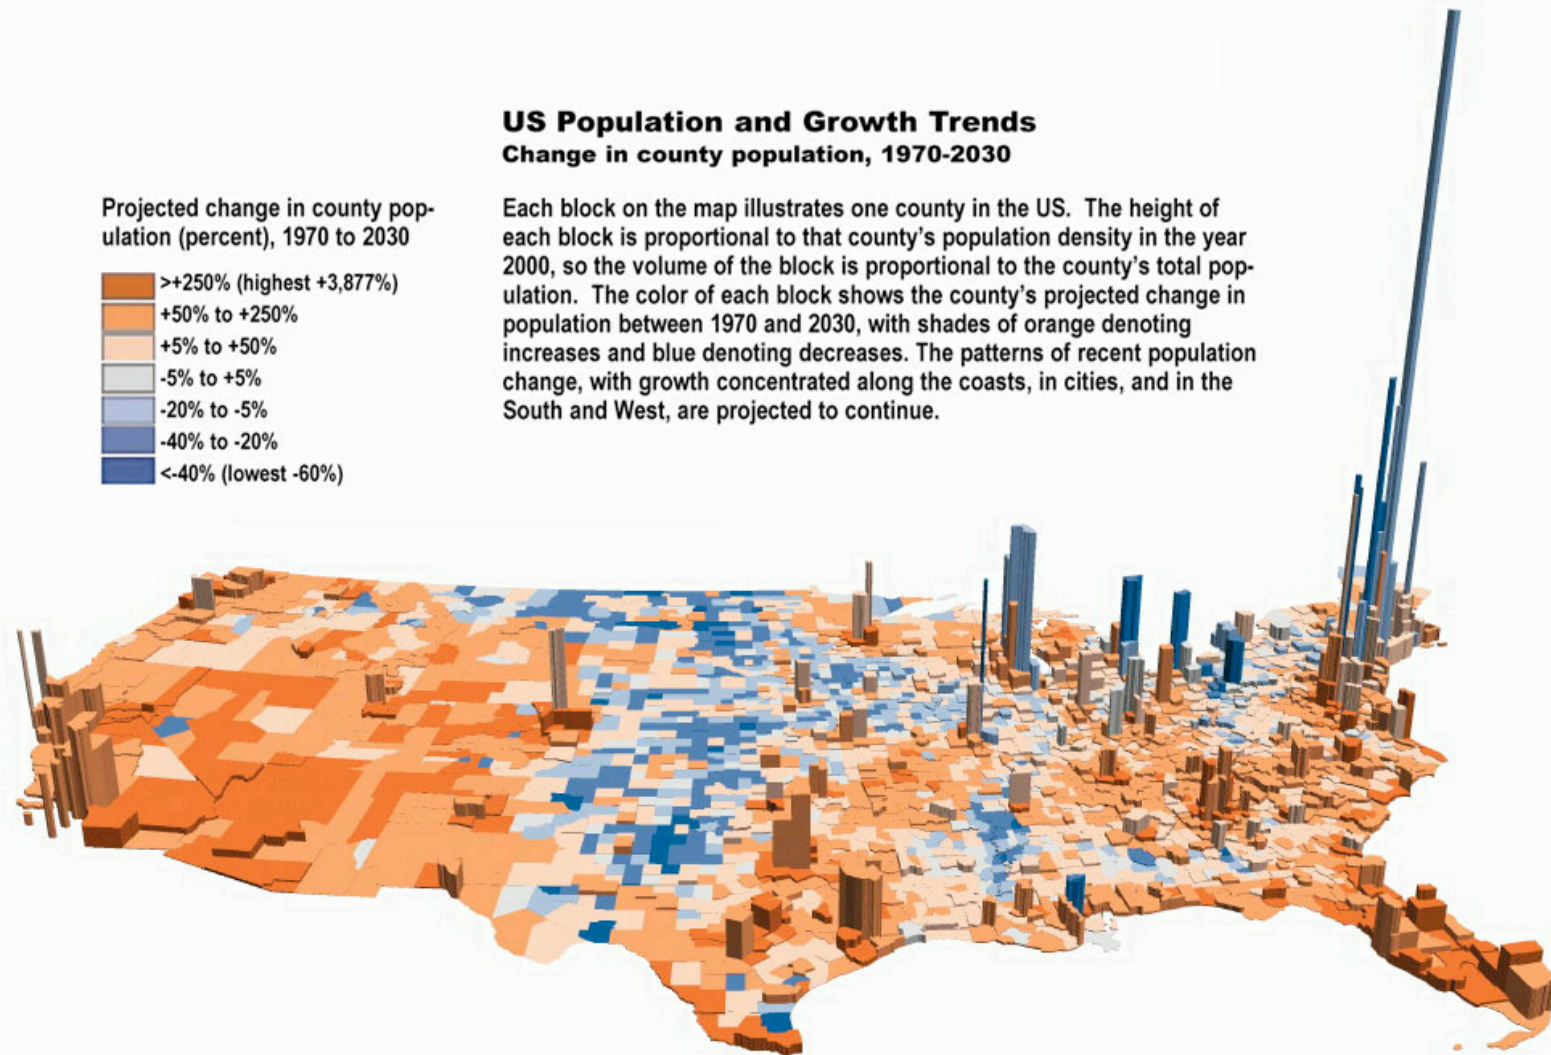 US Population and Growth Trends
Change in county population, 1970-2030
Projected change in county pop-
ulation (percent), 1970 to 2030
>+250% (highest +3,877%)
+50% to +250%
+5% to +50%
-5% to +5%
-20% to -5%
-40% to -20%
<-40% (lowest -60%)
Each block on the map illustrates one county in the US. The height of
each block is proportional to that county's population density in the year
2000, so the volume of the block is proportional to the county's total pop-
ulation. The color of each block shows the county's projected change in
population between 1970 and 2030, with shades of orange denoting
increases and blue denoting decreases. The patterns of recent population
change, with growth concentrated along the coasts, in cities, and in the
South and West, are projected to continue.